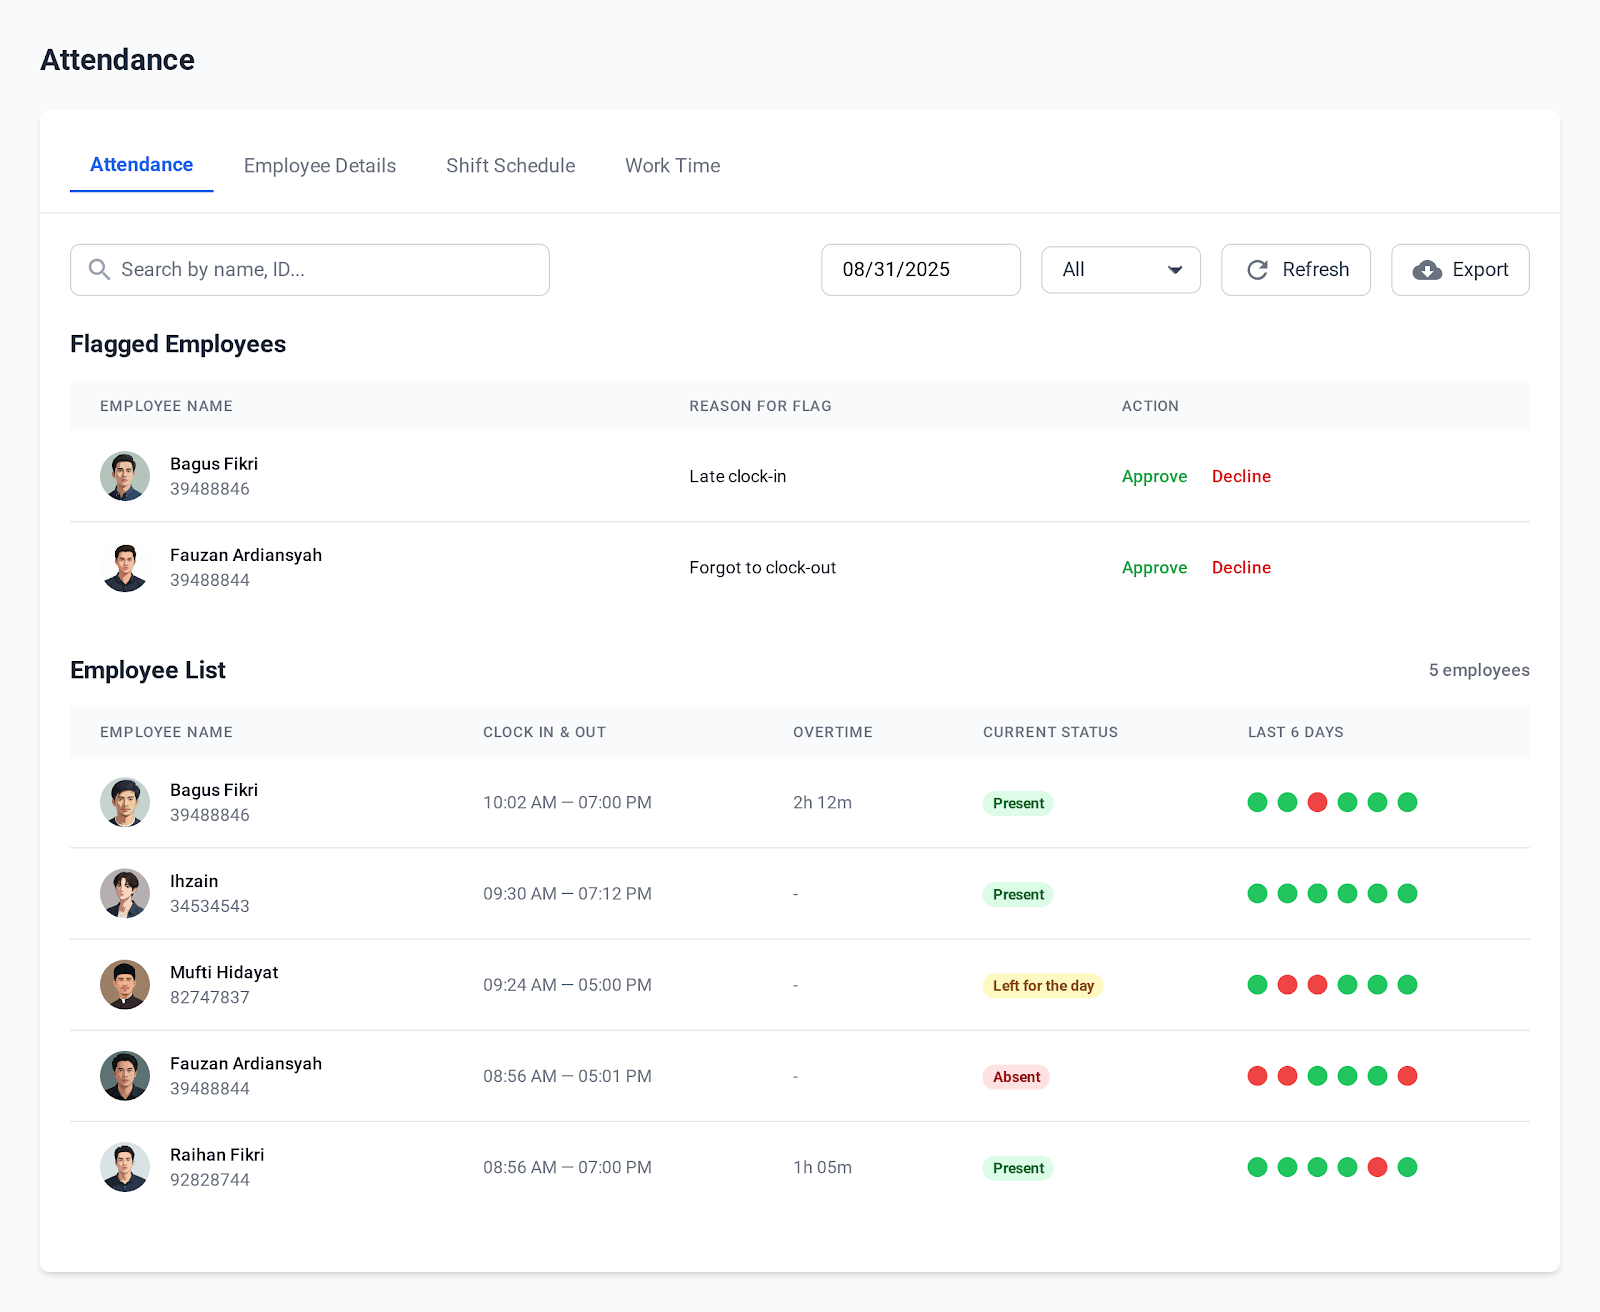 Attendance
Attendance Employee Details Shift Schedule Work Time
Search by name, ID... 08/31/2025 All Refresh Export
Flagged Employees
EMPLOYEE NAME REASON FOR FLAG ACTION
Bagus Fikri
39488846
Late clock-in
Approve Decline
Fauzan Ardiansyah
39488844
Forgot to clock-out
Approve Decline
Employee List
5 employees
EMPLOYEE NAME CLOCK IN & OUT OVERTIME CURRENT STATUS LAST 6 DAYS
Bagus Fikri
39488846
10:02 AM — 07:00 PM 2h 12m Present
Ihzain
34534543
09:30 AM — 07:12 PM - Present
Mufti Hidayat
82747837
09:24 AM — 05:00 PM - Left for the day
Fauzan Ardiansyah
39488844
08:56 AM — 05:01 PM - Absent
Raihan Fikri
92828744
08:56 AM — 07:00 PM 1h 05m Present